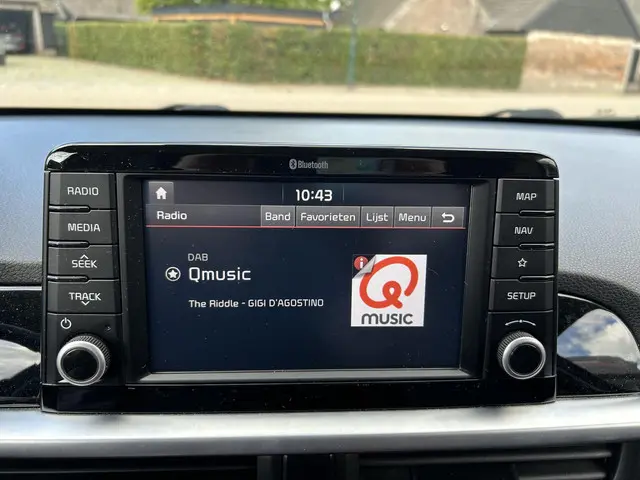 Bluetooth
RADIO
MEDIA
SEEK
TRACK
10:43
Radio Band Favorieten Lijst Menu
DAB
Qmusic
The Riddle - GIGI D'AGOSTINO
i
Q
MUSIC
MAP
NAV
SETUP